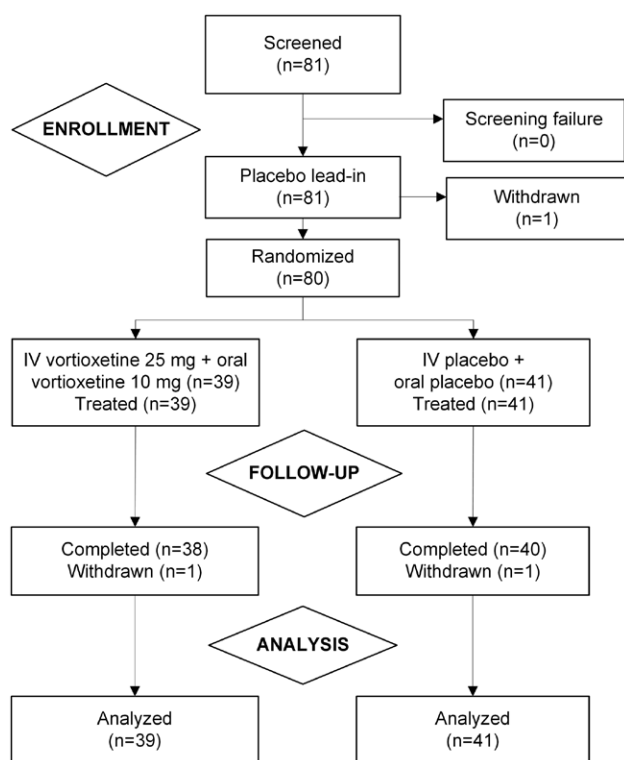 Screened
(n=81)
ENROLLMENT
Screening failure
(n=0)
Placebo lead-in
(n=81)
Withdrawn
(n=1)
Randomized
(n=80)
IV vortioxetine 25 mg + oral
vortioxetine 10 mg (n=39)
Treated (n=39)
IV placebo +
oral placebo (n=41)
Treated (n=41)
FOLLOW-UP
Completed (n=38)
Withdrawn (n=1)
Completed (n=40)
Withdrawn (n=1)
ANALYSIS
Analyzed
(n=39)
Analyzed
(n=41)